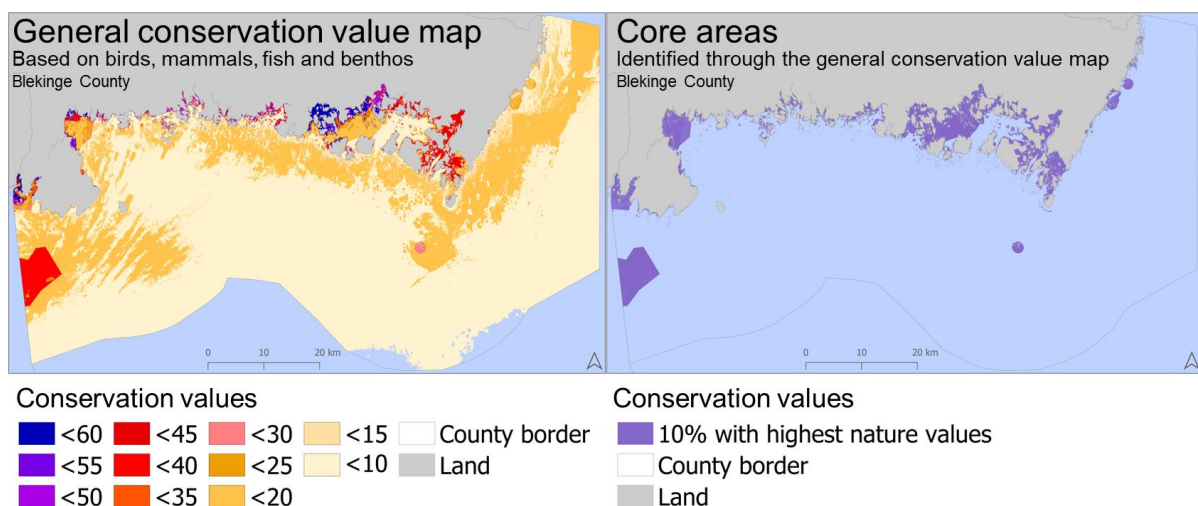 General conservation value map
Based on birds, mammals, fish and benthos
Blekinge County
0 10 20 km
Core areas
Identified through the general conservation value map
Blekinge County
0 10 20 km
Conservation values
<60 <45 <30 <15 County border
<55 <40 <25 <10 Land
<50 <35 <20
Conservation values
10% with highest nature values
County border
Land